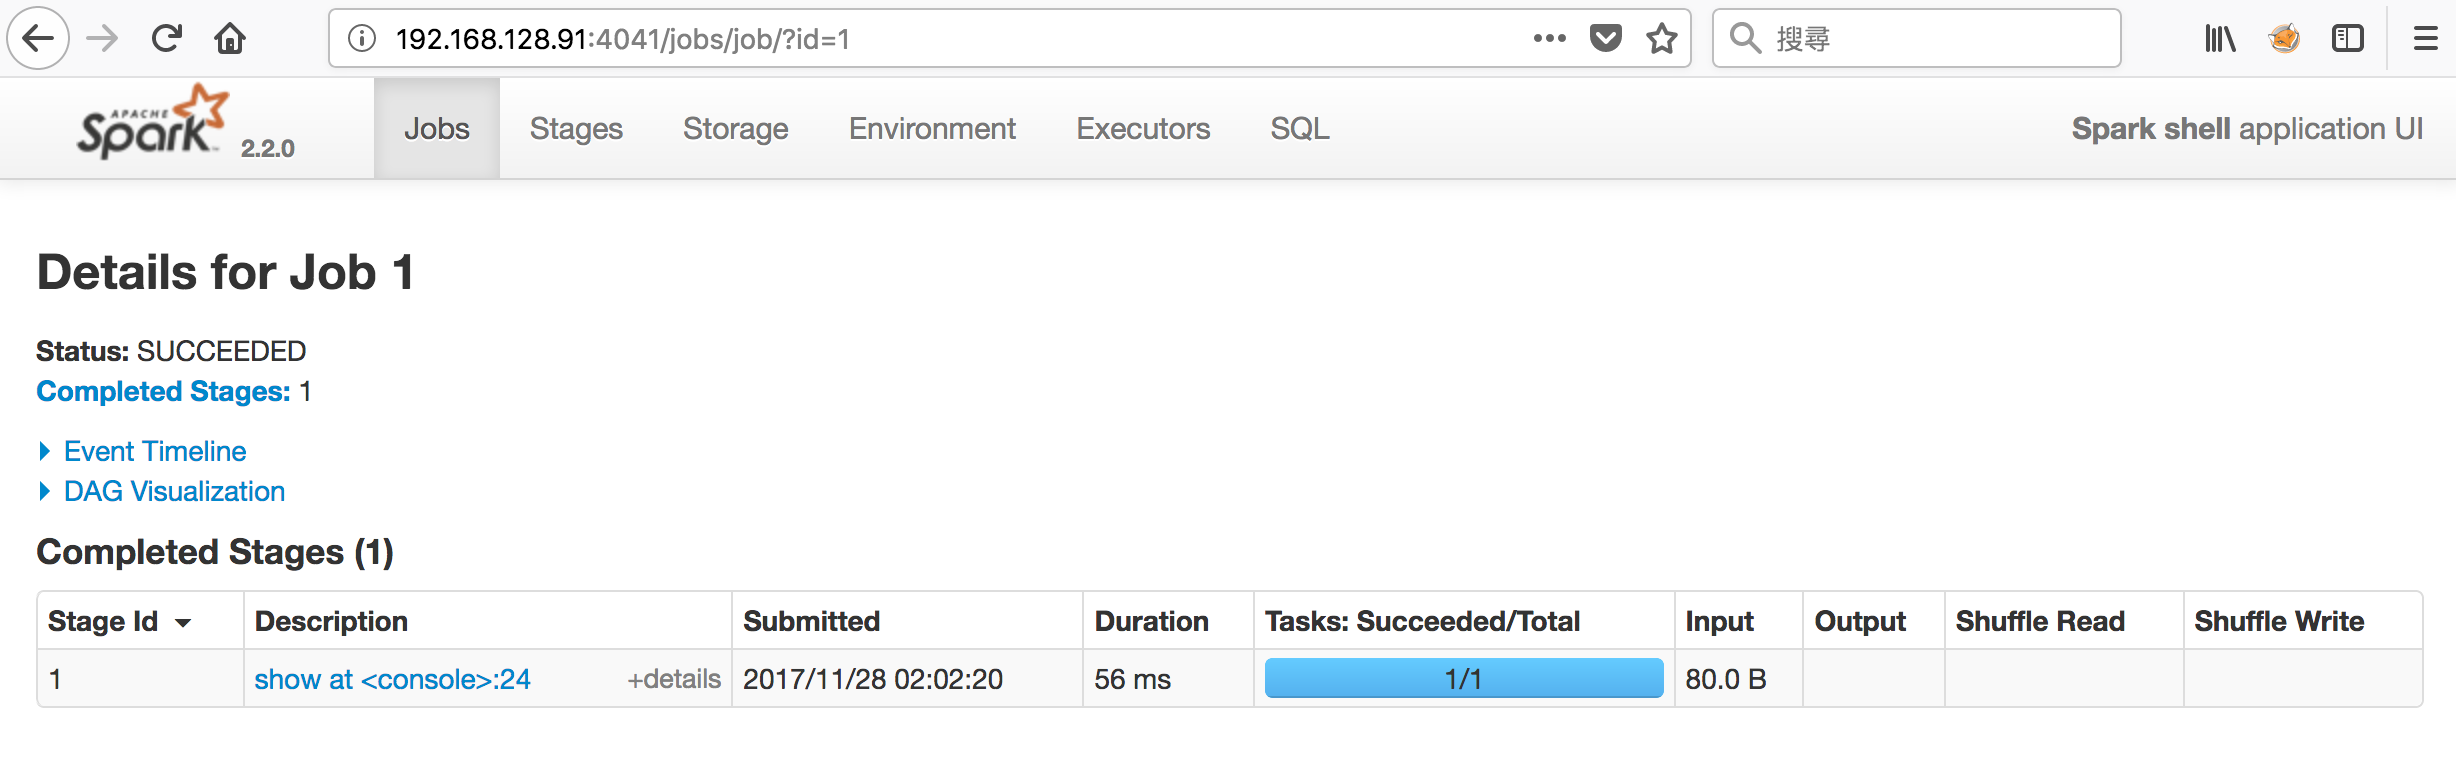 192.168.128.91:4041/jobs/job/?id=1
搜尋
APACHE
Spark™ 2.2.0
Jobs Stages Storage Environment Executors SQL Spark shell application UI
Details for Job 1
Status: SUCCEEDED
Completed Stages: 1
Event Timeline
DAG Visualization
Completed Stages (1)
Stage Id Description Submitted Duration Tasks: Succeeded/Total Input Output Shuffle Read Shuffle Write
1 show at <console>:24 +details 2017/11/28 02:02:20 56 ms 1/1 80.0 B